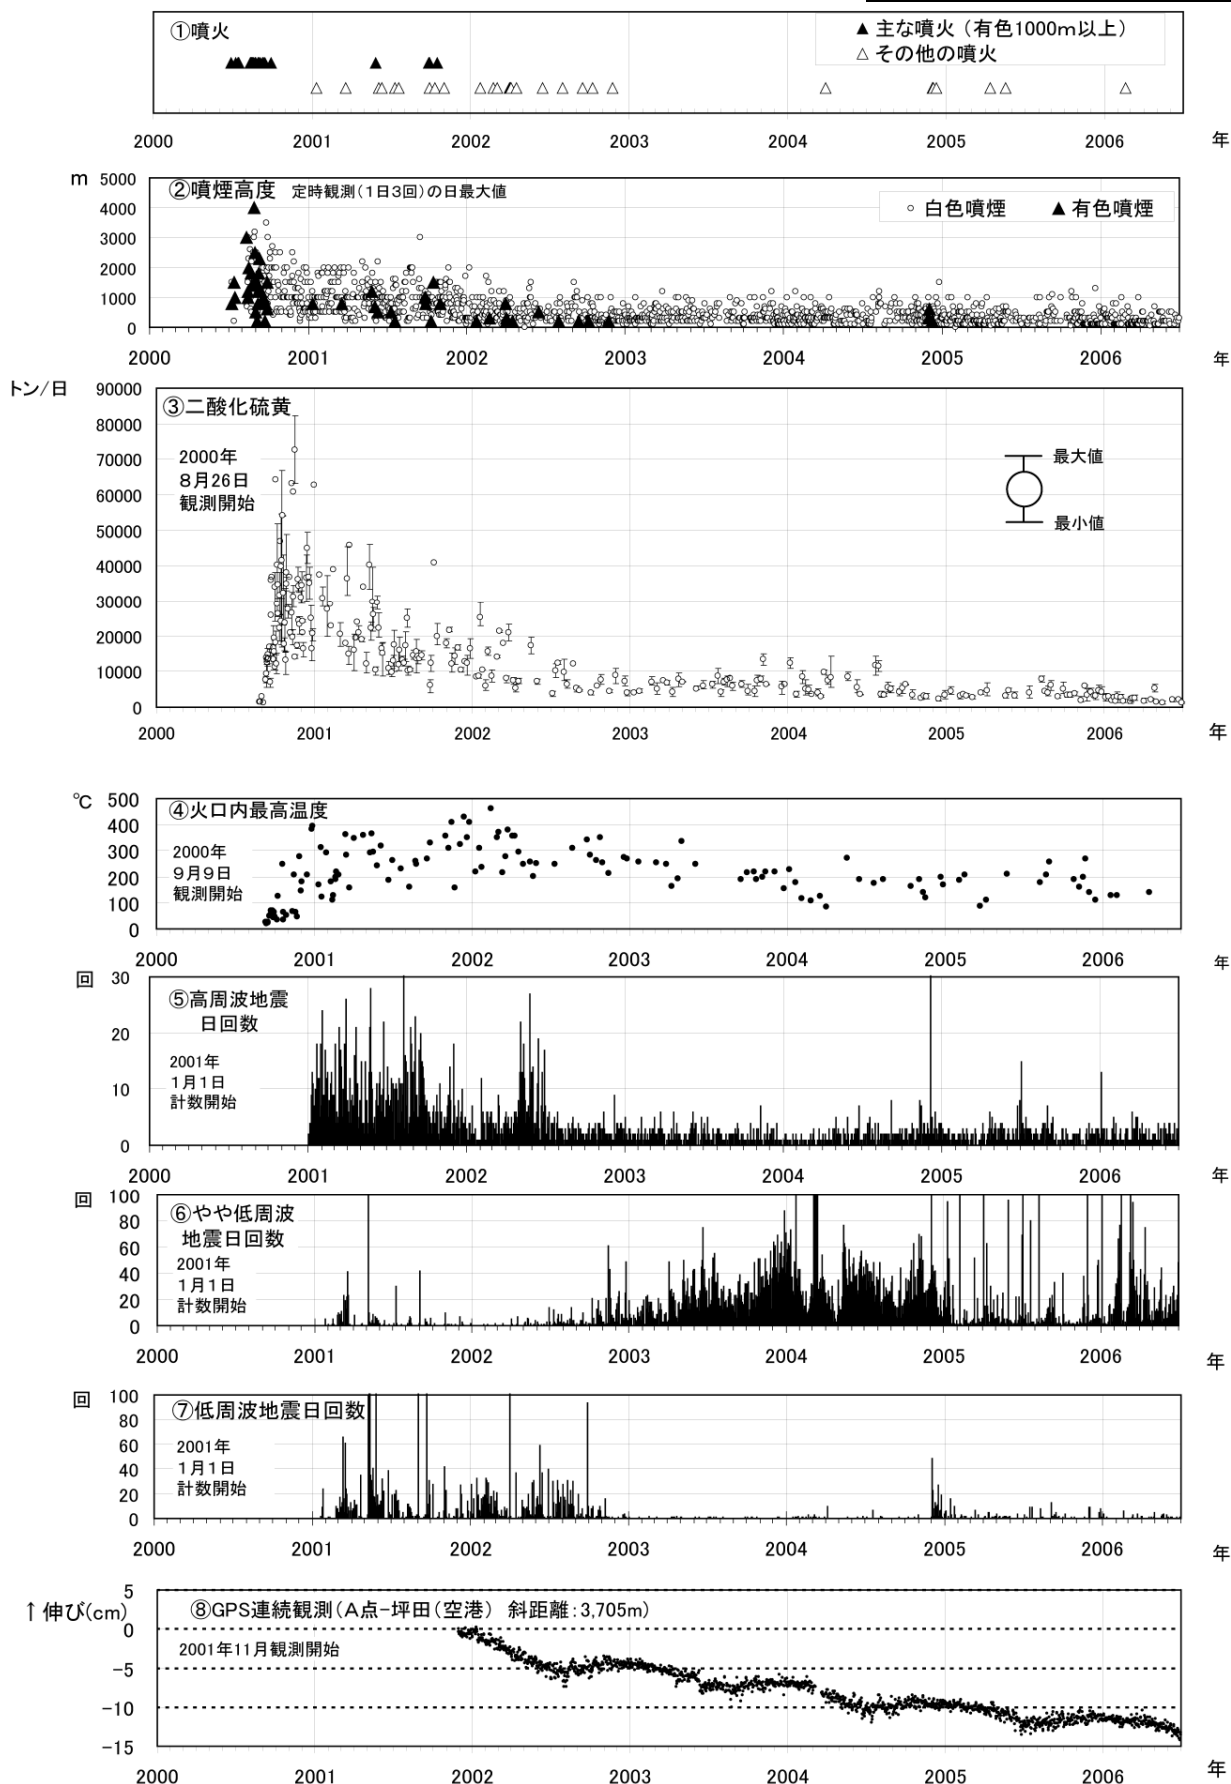 ①噴火
▲ 主な噴火（有色1000m以上）
△ その他の噴火
2000 2001 2002 2003 2004 2005 2006 年
m
②噴煙高度 定時観測（1日3回）の日最大値
○ 白色噴煙 ▲ 有色噴煙
5000
4000
3000
2000
1000
0
2000 2001 2002 2003 2004 2005 2006 年
トン/日
③二酸化硫黄
2000年
8月26日
観測開始
最大値
最小値
90000
80000
70000
60000
50000
40000
30000
20000
10000
0
2000 2001 2002 2003 2004 2005 2006 年
℃
④火口内最高温度
2000年
9月9日
観測開始
500
400
300
200
100
0
2000 2001 2002 2003 2004 2005 2006 年
回
⑤高周波地震
日回数
2001年
1月1日
計数開始
30
20
10
0
2000 2001 2002 2003 2004 2005 2006 年
回
⑥やや低周波
地震日回数
2001年
1月1日
計数開始
100
80
60
40
20
0
2000 2001 2002 2003 2004 2005 2006 年
回
⑦低周波地震日回数
2001年
1月1日
計数開始
100
80
60
40
20
0
2000 2001 2002 2003 2004 2005 2006 年
↑伸び(cm)
⑧GPS連続観測（A点−坪田（空港） 斜距離：3,705m）
2001年11月観測開始
5
0
−5
−10
−15
2000 2001 2002 2003 2004 2005 2006 年